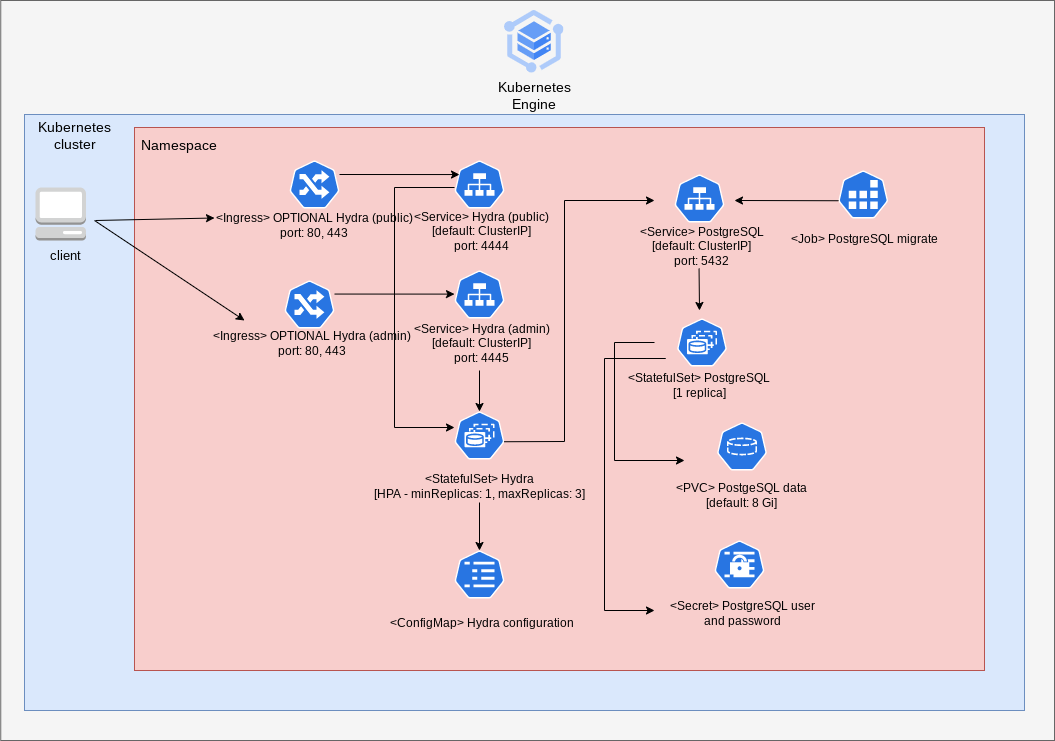 Kubernetes
Engine
Kubernetes
cluster
Namespace
client
<Ingress> OPTIONAL Hydra (public)
port: 80, 443
<Service> Hydra (public)
[default: ClusterIP]
port: 4444
<Service> PostgreSQL
[default: ClusterIP]
port: 5432
<Job> PostgreSQL migrate
<Ingress> OPTIONAL Hydra (admin)
port: 80, 443
<Service> Hydra (admin)
[default: ClusterIP]
port: 4445
<StatefulSet> PostgreSQL
[1 replica]
<StatefulSet> Hydra
[HPA - minReplicas: 1, maxReplicas: 3]
<PVC> PostgeSQL data
[default: 8 Gi]
<ConfigMap> Hydra configuration
<Secret> PostgreSQL user
and password